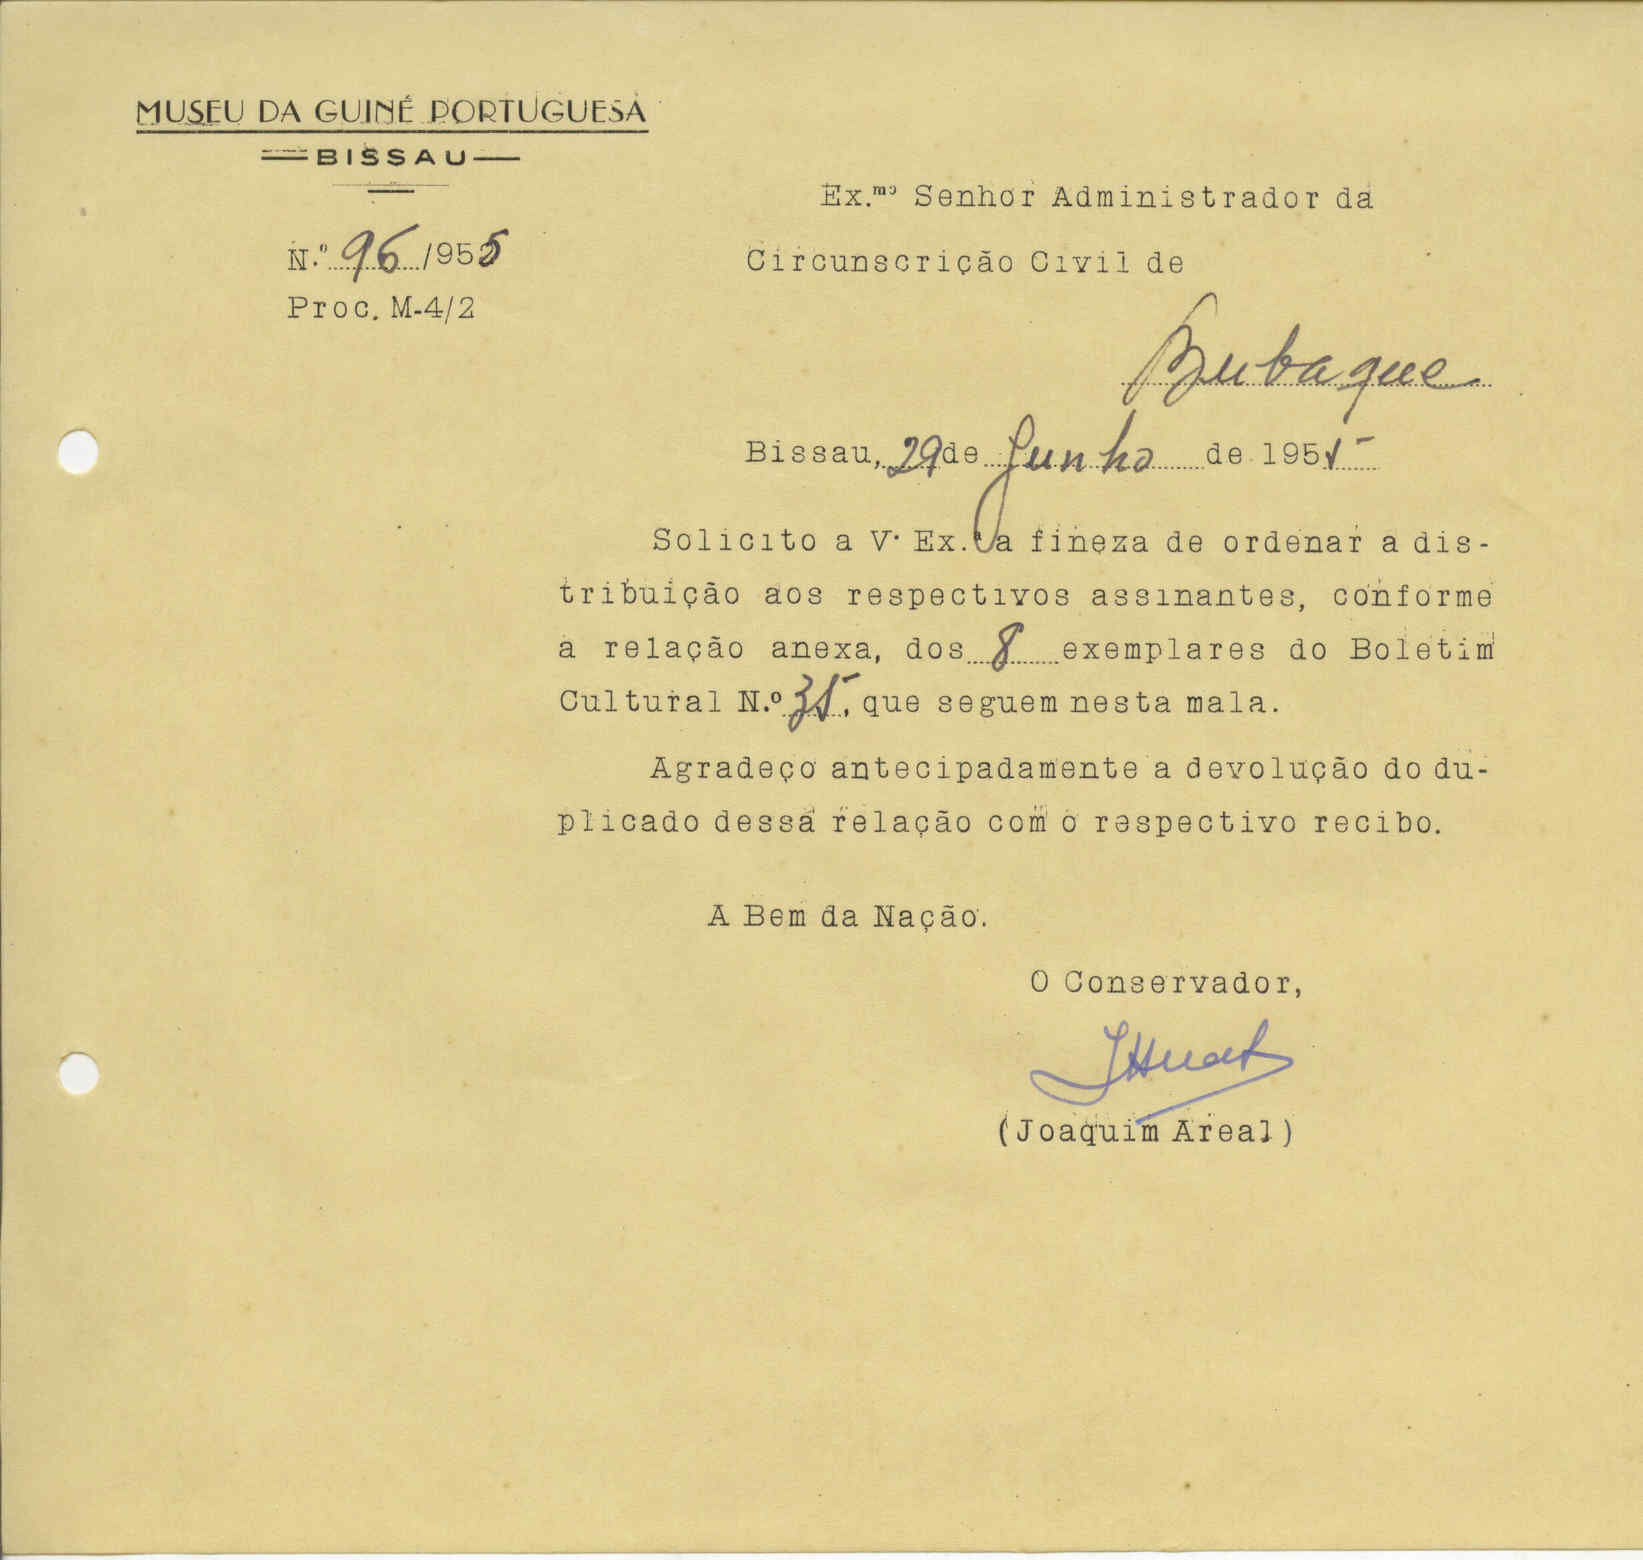 MUSEU DA GUINÉ PORTUGUESA
BISSAU
N.º 96/955
Proc. M-4/2
Ex.mo Senhor Administrador da
Circunscrição Civil de
Bubaque
Bissau, 29 de Junho de 1955
Solicito a V. Ex.ª a fineza de ordenar a dis-
tribuição aos respectivos assinantes, conforme
a relação anexa, dos 8 exemplares do Boletim
Cultural N.º 35, que seguem nesta mala.
Agradeço antecipadamente a devolução do du-
plicado dessa relação com o respectivo recibo.
A Bem da Nação.
O Conservador,
(Joaquim Areal)